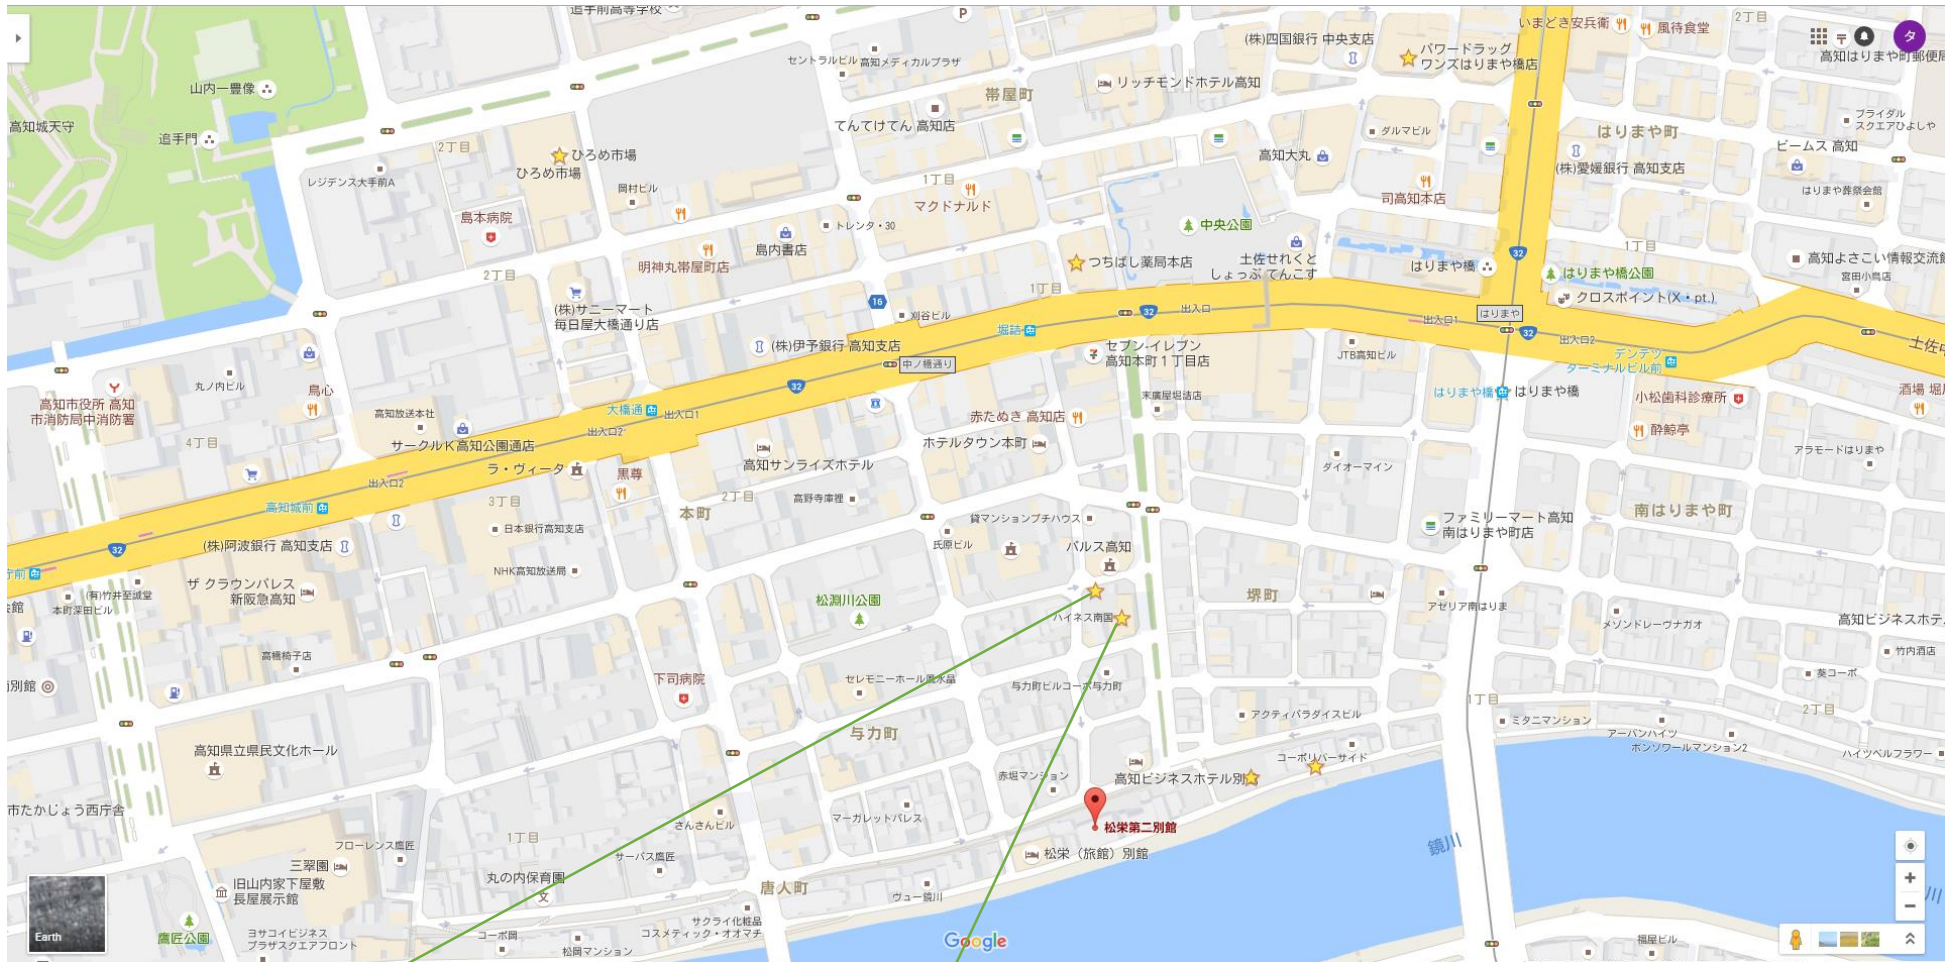 追手前高等学校
P
いまどき安兵衛
風待食堂
2丁目
(株)四国銀行 中央支店
パワードラッグ
ワンズはりまや橋店
タ
高知はりまや町郵便局
セントラルビル
高知メディカルプラザ
リッチモンドホテル高知
帯屋町
山内一豊像
高知城天守
追手門
てんてけてん 高知店
ダルマビル
はりまや町
ブライダル
スクエアひよしや
2丁目
ひろめ市場
ひろめ市場
高知大丸
(株)愛媛銀行 高知支店
ビームス 高知
レジデンス大手前A
岡村ビル
1丁目
マクドナルド
司高知本店
はりまや葬祭会館
島本病院
トレンタ・30
中央公園
島内書店
1丁目
明神丸帯屋町店
2丁目
つちばし薬局本店
土佐せれくと
しょっぷ てんこす
はりまや橋
はりまや橋公園
高知よさこい情報交流館
宮田小鳥店
32
クロスポイント(X・pt.)
(株)サニーマート
毎日屋大橋通り店
16
刈谷ビル
1丁目
堀詰
32
出入口
出入口1
はりまや
32
出入口2
(株)伊予銀行 高知支店
中ノ橋通り
セブン-イレブン
高知本町1丁目店
JTB高知ビル
デンテツ
ターミナルビル前
土佐中
丸ノ内ビル
高知市役所 高知
市消防局中消防署
鳥心
32
末廣屋堀詰店
はりまや橋
はりまや橋
小松歯科診療所
酒場 堀川
高知放送本社
大橋通
出入口1
赤たぬき 高知店
4丁目
サークルK高知公園通店
出入口2
ホテルタウン本町
酔鯨亭
アラモードはりまや
ラ・ヴィータ
黒尊
高知サンライズホテル
ダイオーマイン
出入口2
高知城前
3丁目
2丁目
高野寺庫裡
本町
日本銀行高知支店
貸マンションプチハウス
ファミリーマート高知
南はりまや町店
南はりまや町
32
(株)阿波銀行 高知支店
氏原ビル
パルス高知
庁前
NHK高知放送局
ザ クラウンパレス
新阪急高知
(有)竹井至誠堂
本町深田ビル
会館
松淵川公園
堺町
アゼリア南はりま
ハイネス南国
メゾンドレーヴナガオ
高知ビジネスホテル
高橋椅子店
竹内酒店
別館
下司病院
セレモニーホール風水晶
与力町ビルコーポ与力町
葵コーポ
1丁目
2丁目
アクティパラダイスビル
ミタニマンション
与力町
アーバンハイツ
ボンソワールマンション2
高知県立県民文化ホール
コーポリバーサイド
ハイツベルフラワー
赤堀マンション
高知ビジネスホテル別
市たかじょう西庁舎
さんさんビル
マーガレットパレス
松栄第二別館
1丁目
フローレンス鷹匠
松栄(旅館)別館
鏡川
三翠園
サーパス鷹匠
旧山内家下屋敷
長屋展示館
丸の内保育園
唐人町
ヴュー鏡川
鷹匠公園
ヨサコイビジネス
プラザスクエアフロント
コーポ岡
松岡マンション
サクライ化粧品
コスメティック・オオマチ
Google
福屋ビル
Earth